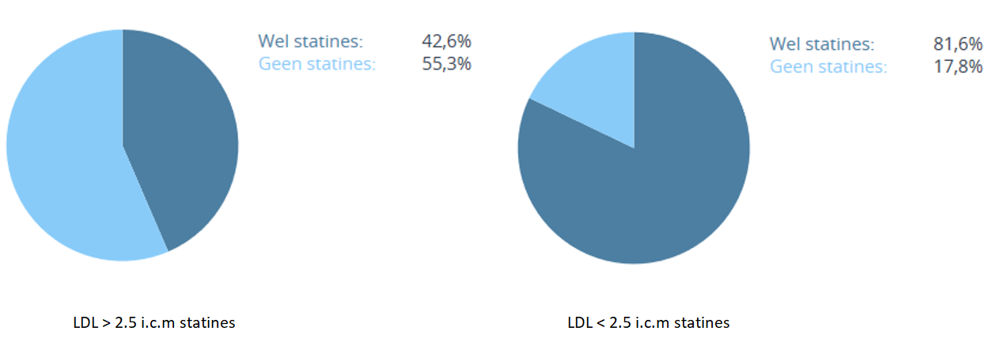 Wel statines: 42,6%
Geen statines: 55,3%
Wel statines: 81,6%
Geen statines: 17,8%
LDL > 2.5 i.c.m statines
LDL < 2.5 i.c.m statines